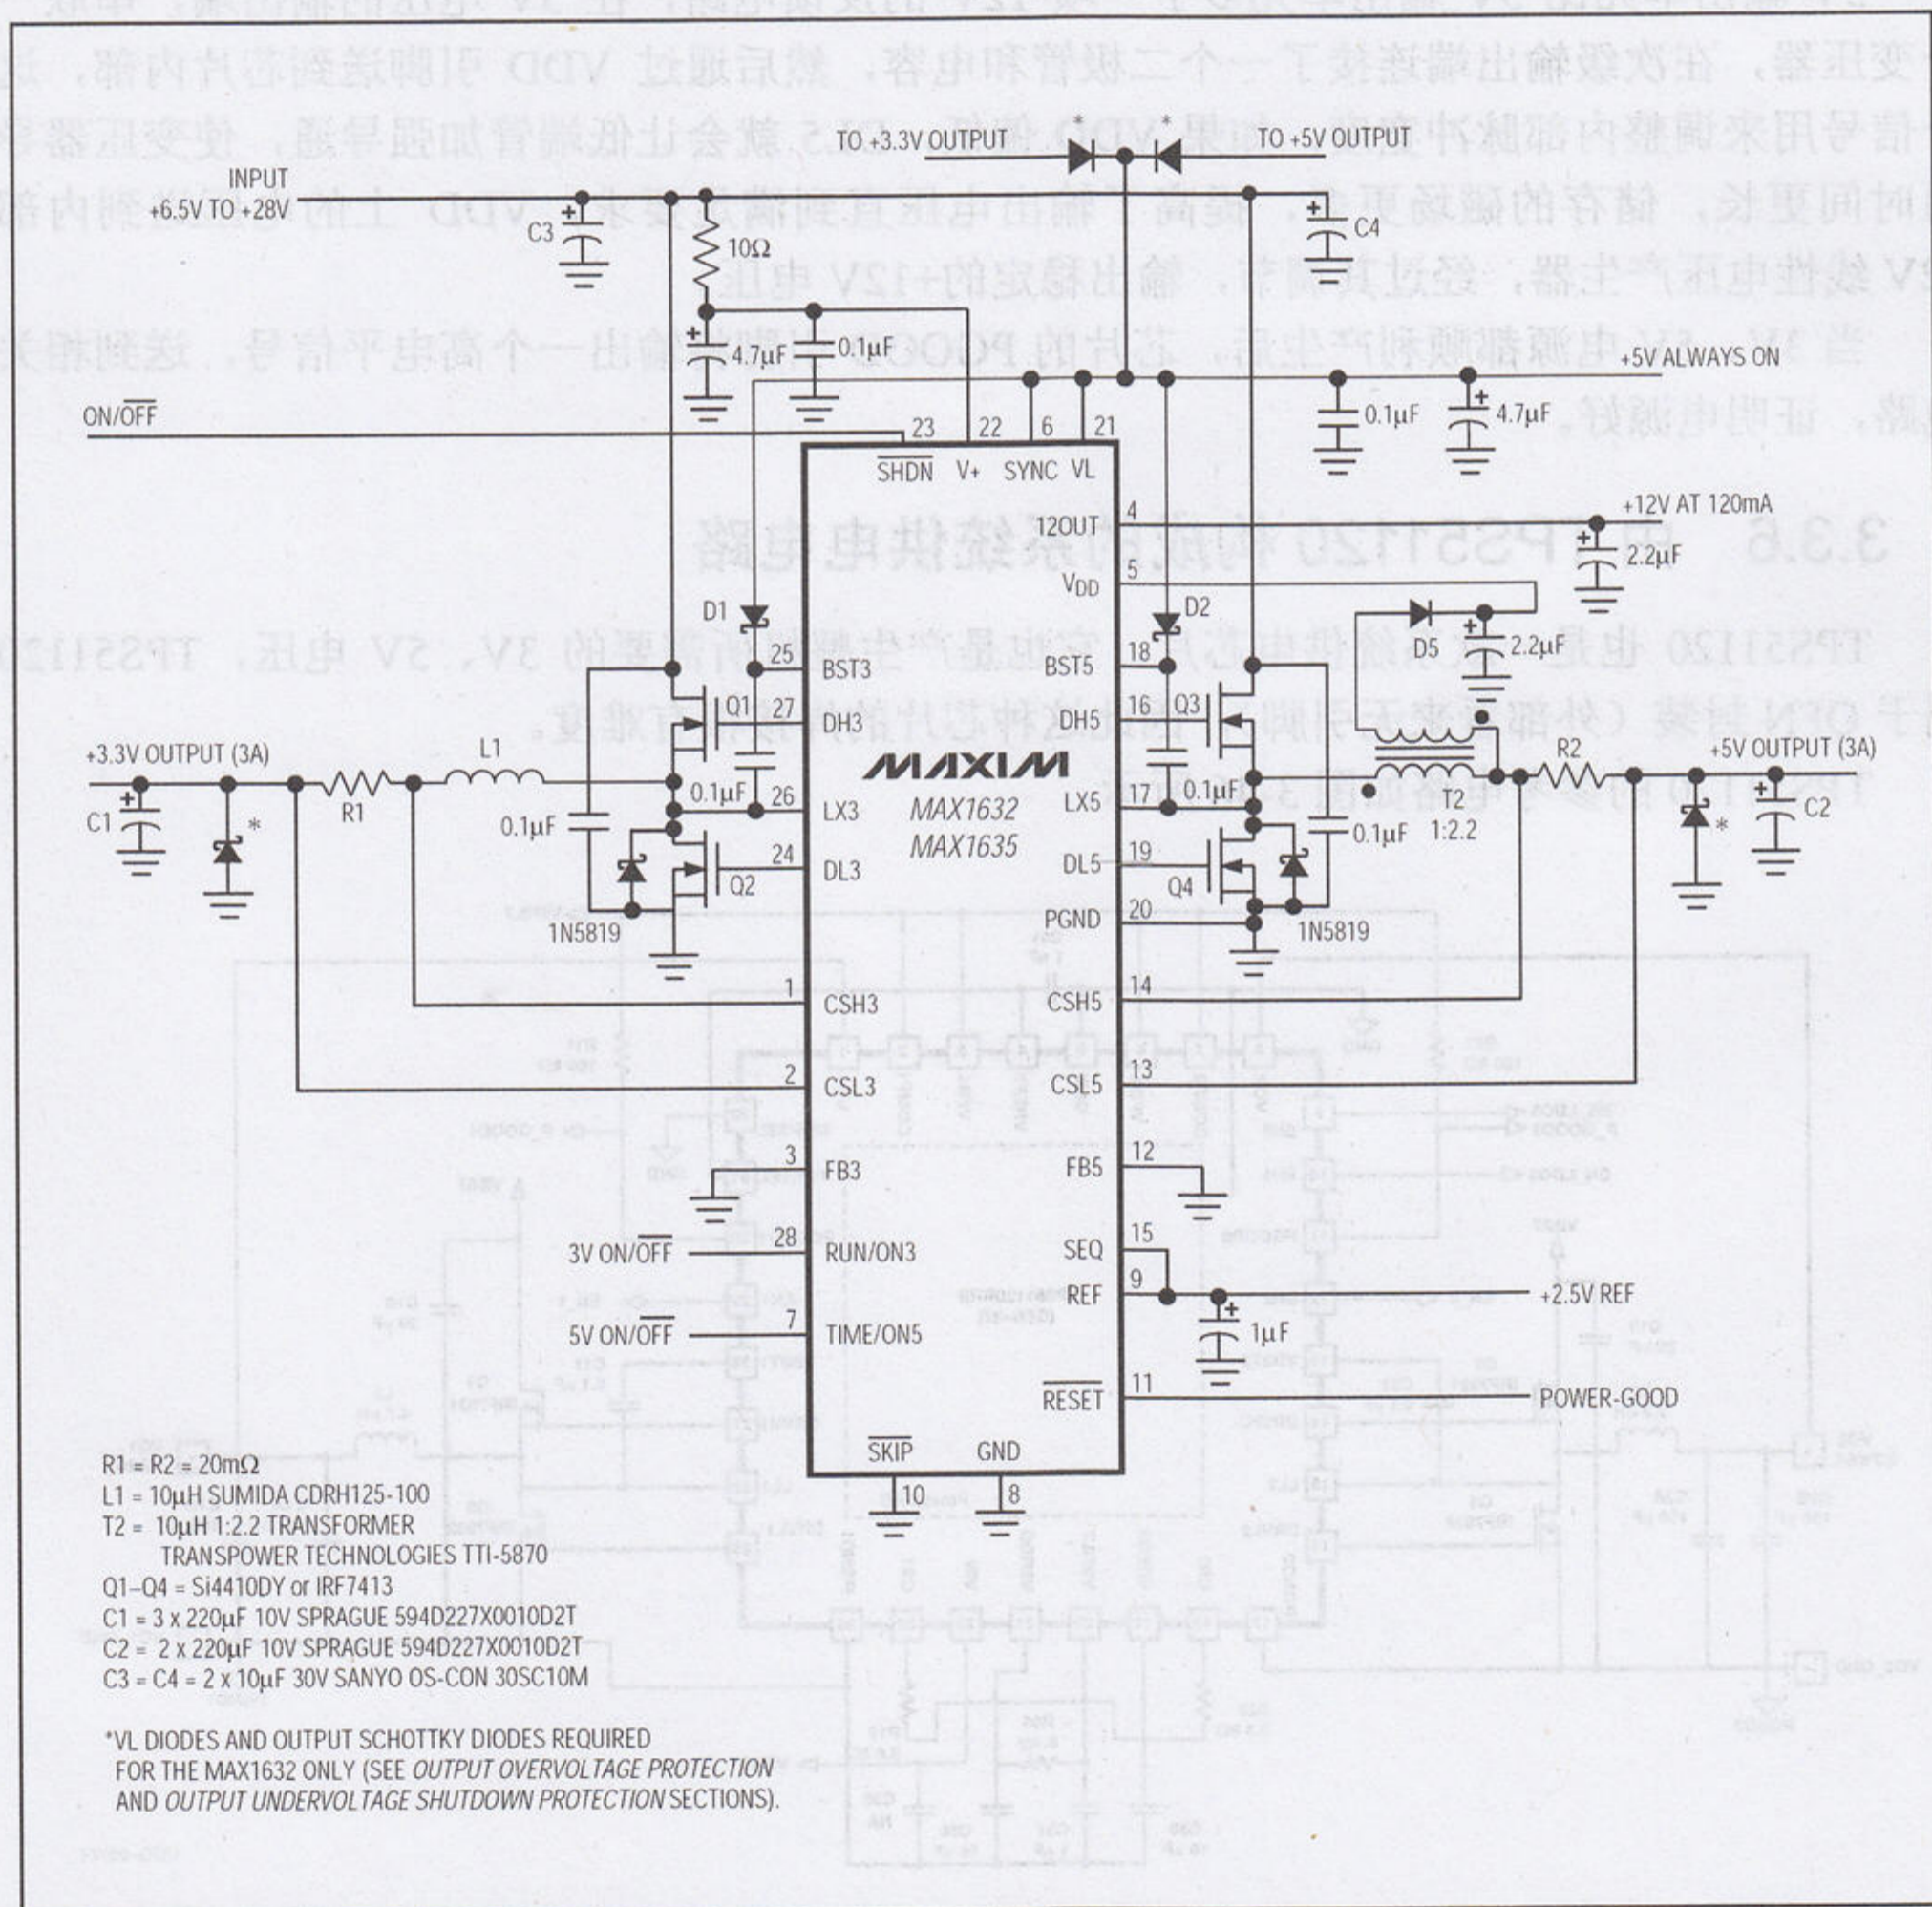 TO +3.3V OUTPUT
*
*
TO +5V OUTPUT
INPUT
+6.5V TO +28V
C3
10Ω
C4
4.7µF
0.1µF
+5V ALWAYS ON
ON/OFF
0.1µF
4.7µF
23
22
6
21
SHDN
V+
SYNC
VL
12OUT
4
+12V AT 120mA
2.2µF
VDD
5
D1
D2
D5
2.2µF
25
BST3
BST5
18
Q1
27
DH3
DH5
16
Q3
+3.3V OUTPUT (3A)
L1
R1
C1
*
0.1µF
0.1µF
26
LX3
MAXIM
MAX1632
MAX1635
LX5
17
0.1µF
0.1µF
T2
1:2.2
R2
+5V OUTPUT (3A)
*
C2
24
DL3
Q2
DL5
19
Q4
PGND
20
1N5819
1N5819
1
CSH3
CSH5
14
2
CSL3
CSL5
13
3
FB3
FB5
12
3V ON/OFF
28
RUN/ON3
SEQ
15
REF
9
+2.5V REF
1µF
5V ON/OFF
7
TIME/ON5
RESET
11
POWER-GOOD
SKIP
GND
10
8
R1 = R2 = 20mΩ
L1 = 10µH SUMIDA CDRH125-100
T2 = 10µH 1:2.2 TRANSFORMER
TRANSPOWER TECHNOLOGIES TTI-5870
Q1–Q4 = Si4410DY or IRF7413
C1 = 3 x 220µF 10V SPRAGUE 594D227X0010D2T
C2 = 2 x 220µF 10V SPRAGUE 594D227X0010D2T
C3 = C4 = 2 x 10µF 30V SANYO OS-CON 30SC10M
*VL DIODES AND OUTPUT SCHOTTKY DIODES REQUIRED
FOR THE MAX1632 ONLY (SEE OUTPUT OVERVOLTAGE PROTECTION
AND OUTPUT UNDERVOLTAGE SHUTDOWN PROTECTION SECTIONS).